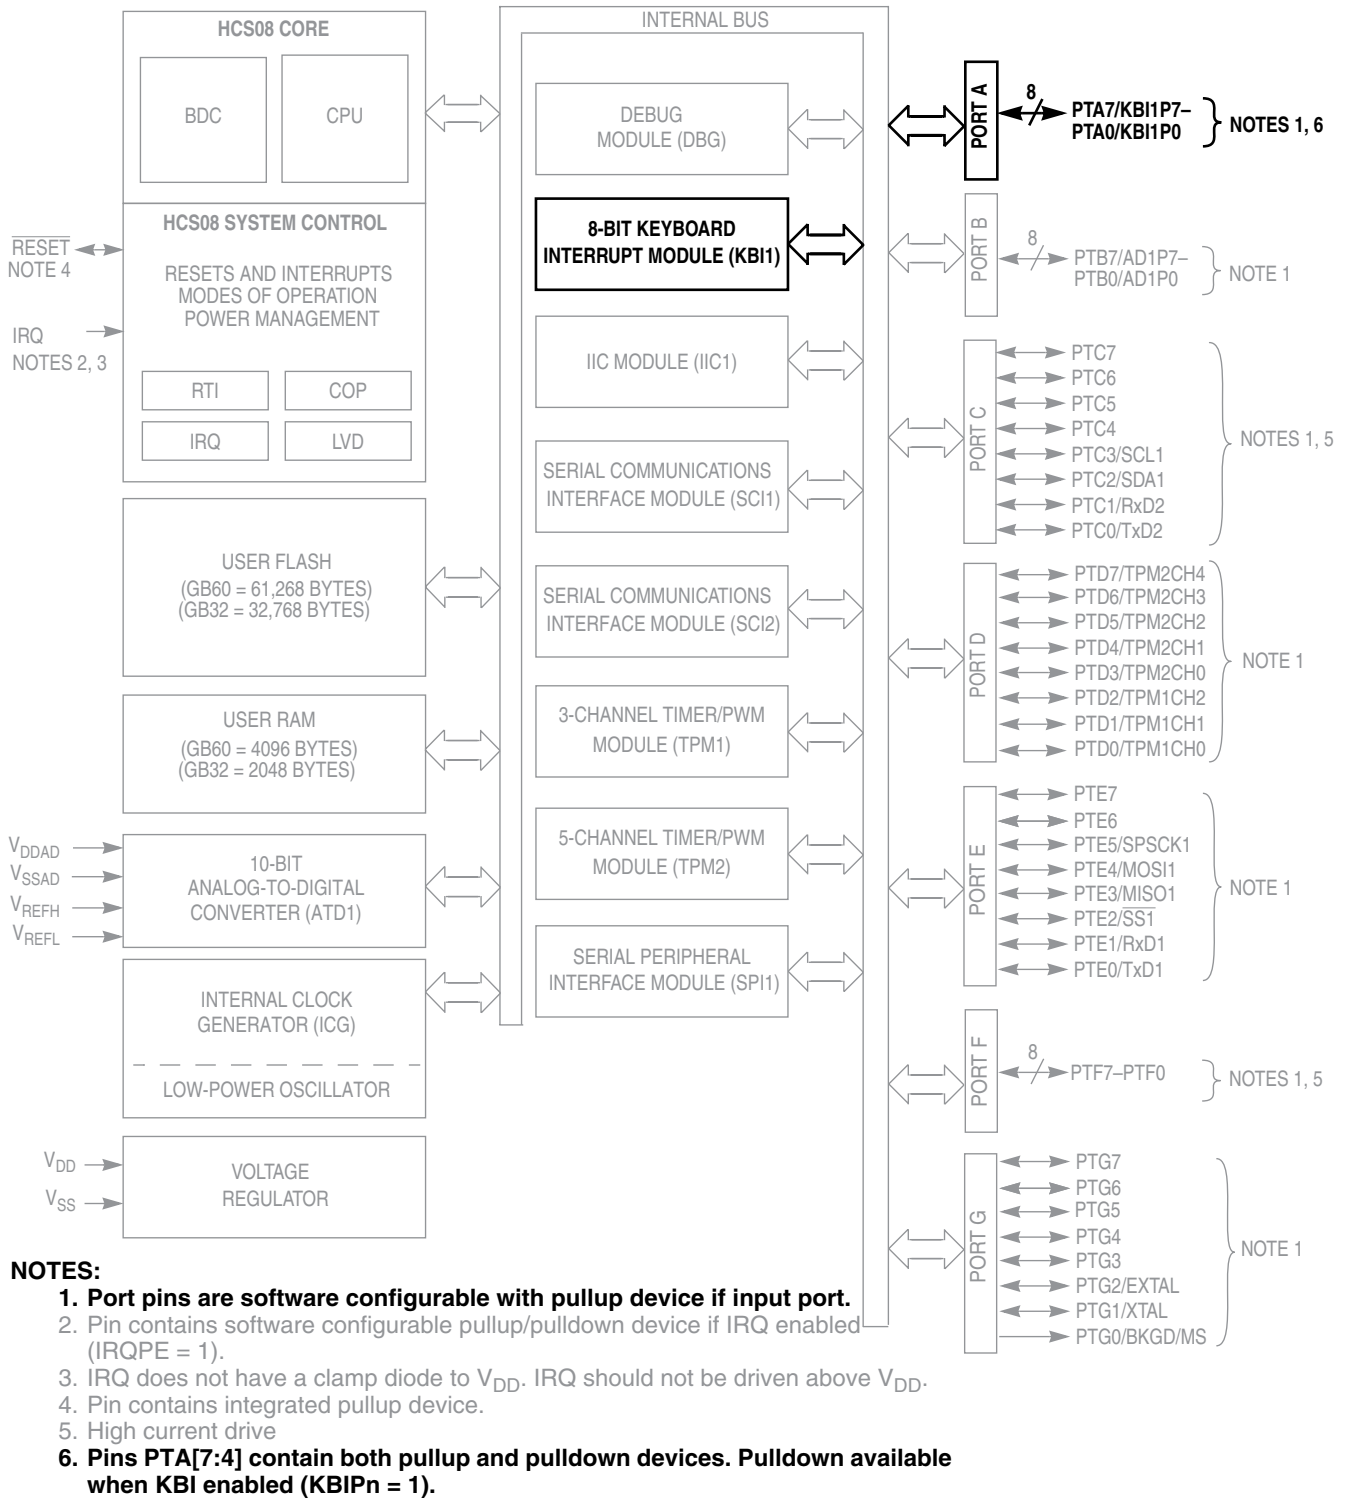 HCS08 CORE
BDC
CPU
HCS08 SYSTEM CONTROL
RESETS AND INTERRUPTS
MODES OF OPERATION
POWER MANAGEMENT
RTI
COP
IRQ
LVD
RESET
NOTE 4
IRQ
NOTES 2, 3
USER FLASH
(GB60 = 61,268 BYTES)
(GB32 = 32,768 BYTES)
USER RAM
(GB60 = 4096 BYTES)
(GB32 = 2048 BYTES)
VDDAD
VSSAD
VREFH
VREFL
10-BIT
ANALOG-TO-DIGITAL
CONVERTER (ATD1)
INTERNAL CLOCK
GENERATOR (ICG)
LOW-POWER OSCILLATOR
VDD
VSS
VOLTAGE
REGULATOR
INTERNAL BUS
DEBUG
MODULE (DBG)
8-BIT KEYBOARD
INTERRUPT MODULE (KBI1)
IIC MODULE (IIC1)
SERIAL COMMUNICATIONS
INTERFACE MODULE (SCI1)
SERIAL COMMUNICATIONS
INTERFACE MODULE (SCI2)
3-CHANNEL TIMER/PWM
MODULE (TPM1)
5-CHANNEL TIMER/PWM
MODULE (TPM2)
SERIAL PERIPHERAL
INTERFACE MODULE (SPI1)
PORT A
8
PTA7/KBI1P7–
PTA0/KBI1P0
NOTES 1, 6
PORT B
8
PTB7/AD1P7–
PTB0/AD1P0
NOTE 1
PORT C
PTC7
PTC6
PTC5
PTC4
PTC3/SCL1
PTC2/SDA1
PTC1/RxD2
PTC0/TxD2
NOTES 1, 5
PORT D
PTD7/TPM2CH4
PTD6/TPM2CH3
PTD5/TPM2CH2
PTD4/TPM2CH1
PTD3/TPM2CH0
PTD2/TPM1CH2
PTD1/TPM1CH1
PTD0/TPM1CH0
NOTE 1
PORT E
PTE7
PTE6
PTE5/SPSCK1
PTE4/MOSI1
PTE3/MISO1
PTE2/SS1
PTE1/RxD1
PTE0/TxD1
NOTE 1
PORT F
8
PTF7–PTF0
NOTES 1, 5
PORT G
PTG7
PTG6
PTG5
PTG4
PTG3
PTG2/EXTAL
PTG1/XTAL
PTG0/BKGD/MS
NOTE 1
NOTES:
1. Port pins are software configurable with pullup device if input port.
2. Pin contains software configurable pullup/pulldown device if IRQ enabled
(IRQPE = 1).
3. IRQ does not have a clamp diode to VDD. IRQ should not be driven above VDD.
4. Pin contains integrated pullup device.
5. High current drive
6. Pins PTA[7:4] contain both pullup and pulldown devices. Pulldown available
when KBI enabled (KBIPn = 1).